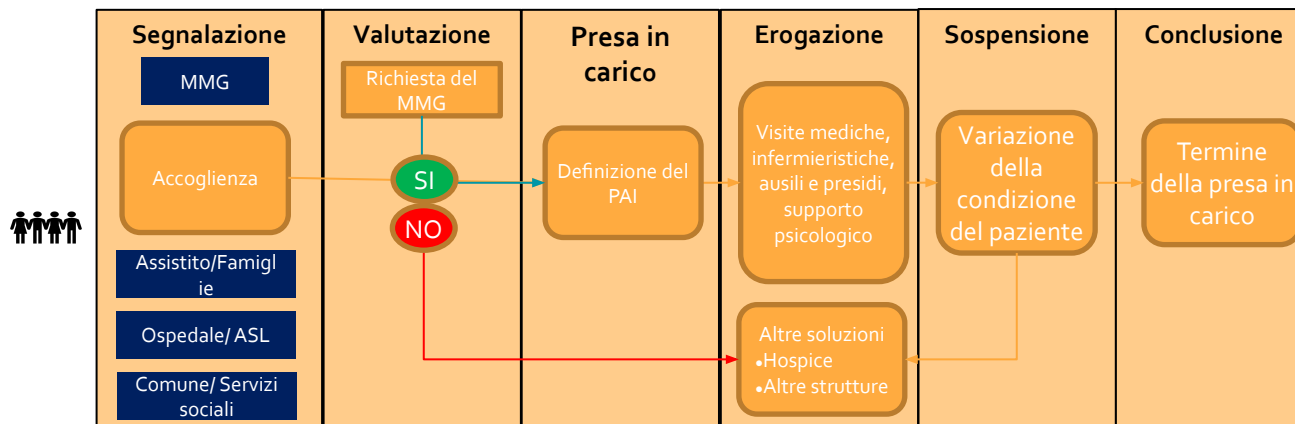 Segnalazione
MMG
Accoglienza
Assistito/Famigl
ie
Ospedale/ ASL
Comune/ Servizi
sociali
Valutazione
Richiesta del
MMG
SI
NO
Presa in
carico
Definizione del
PAI
Erogazione
Visite mediche,
infermieristiche,
ausili e presidi,
supporto
psicologico
Altre soluzioni
•Hospice
•Altre strutture
Sospensione
Variazione
della
condizione
del paziente
Conclusione
Termine
della presa in
carico